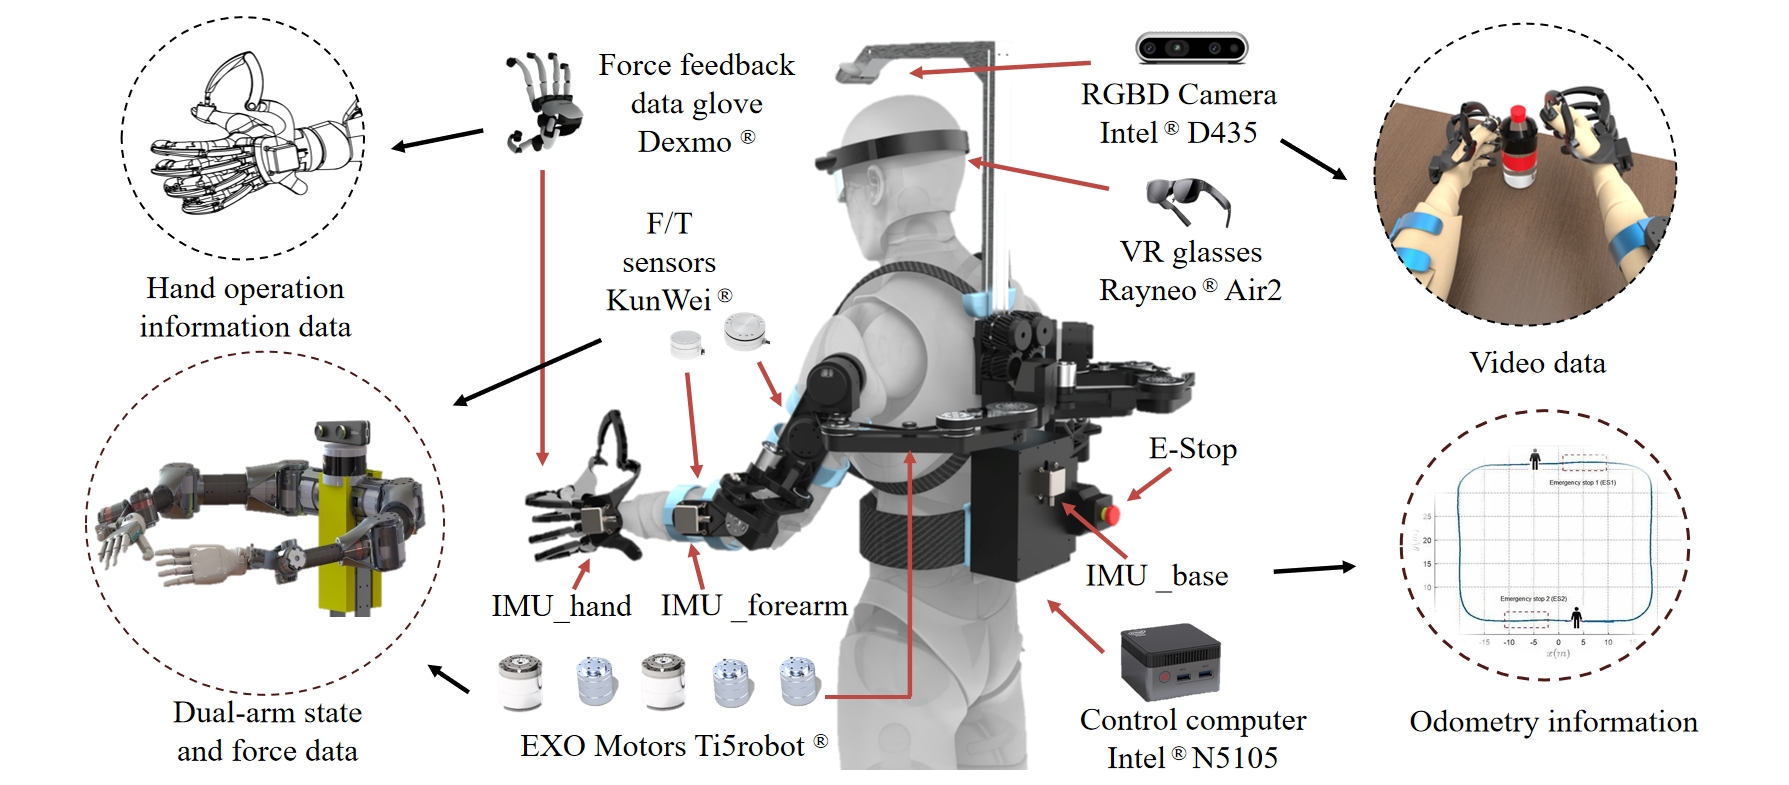 Force feedback
data glove
Dexmo ®
RGBD Camera
Intel ® D435
F/T
sensors
KunWei ®
VR glasses
Rayneo ® Air2
Hand operation
information data
Video data
E-Stop
IMU _base
IMU_hand
IMU _forearm
Emergency stop 1 (ES1)
25
20
15
10
y(m)
Emergency stop 2 (ES2)
-15
-10
-5
0
5
10
x(m)
Dual-arm state
and force data
EXO Motors Ti5robot ®
Control computer
Intel ® N5105
Odometry information